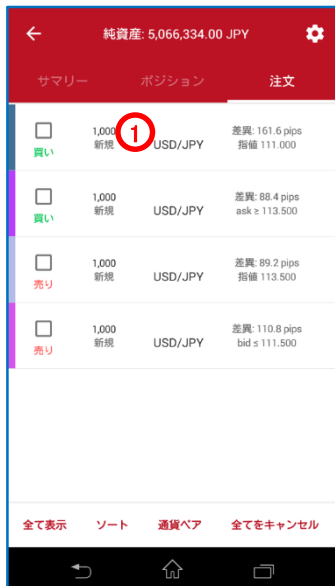 純資産: 5,066,334.00 JPY
サマリー ポジション 注文
1,000 ① 差異: 161.6 pips
買い 新規 USD/JPY 指値 111.000
1,000 差異: 88.4 pips
買い 新規 USD/JPY ask ≥ 113.500
1,000 差異: 89.2 pips
売り 新規 USD/JPY 指値 113.500
1,000 差異: 110.8 pips
売り 新規 USD/JPY bid ≤ 111.500
全て表示 ソート 通貨ペア 全てをキャンセル